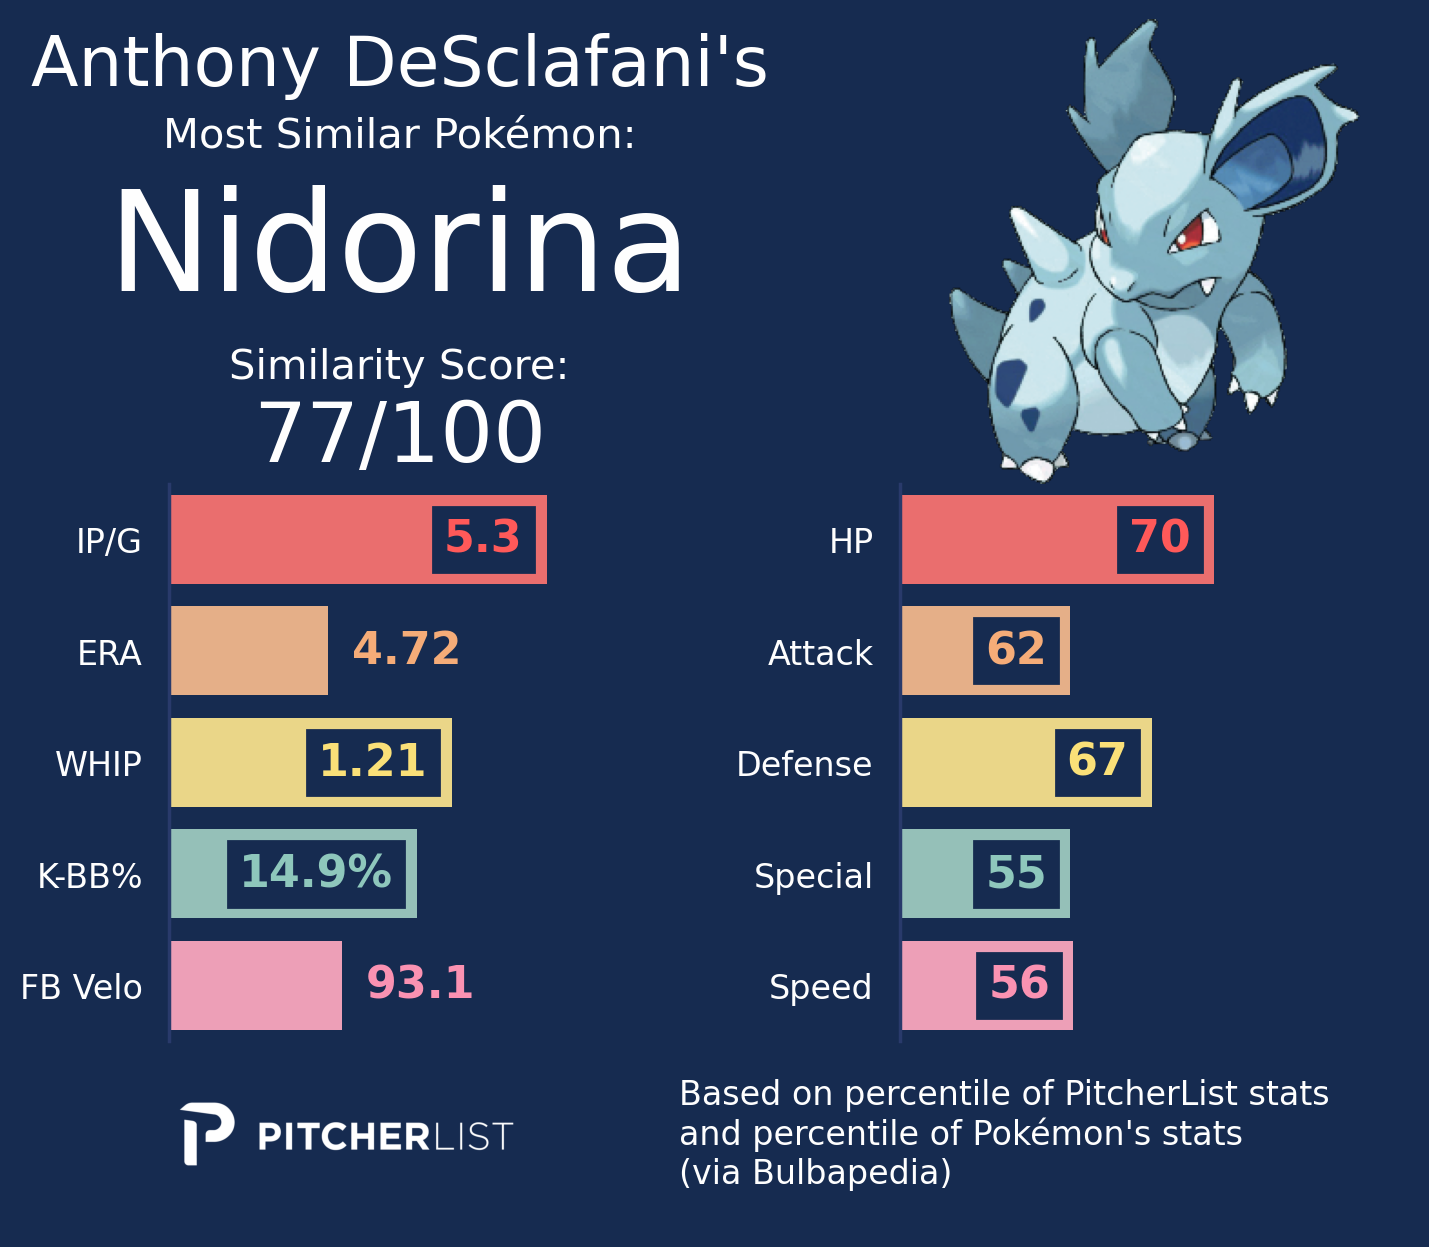 Anthony DeSclafani's
Most Similar Pokémon:
Nidorina
Similarity Score:
77/100
IP/G 5.3
ERA 4.72
WHIP 1.21
K-BB% 14.9%
FB Velo 93.1
HP 70
Attack 62
Defense 67
Special 55
Speed 56
PITCHERLIST
Based on percentile of PitcherList stats
and percentile of Pokémon's stats
(via Bulbapedia)